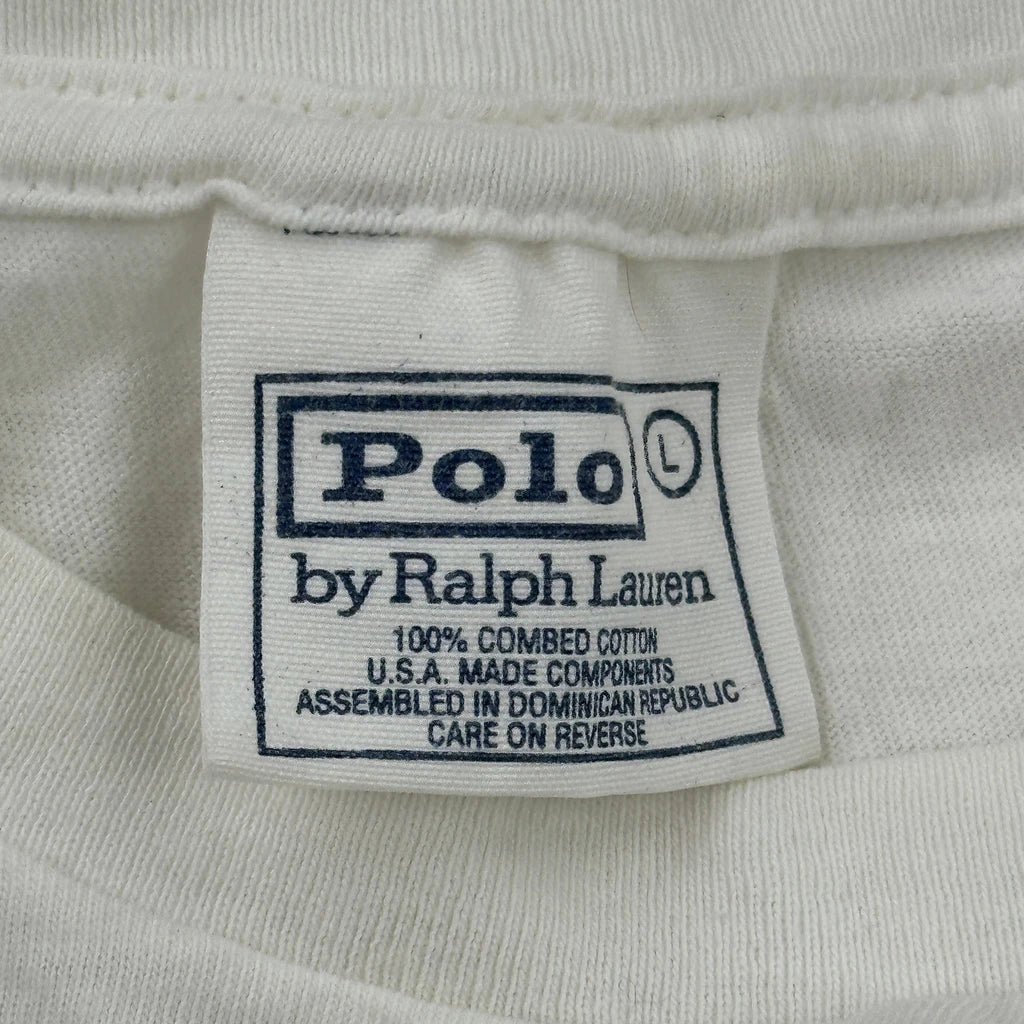 Polo
L
by Ralph Lauren
100% COMBED COTTON
U.S.A. MADE COMPONENTS
ASSEMBLED IN DOMINICAN REPUBLIC
CARE ON REVERSE